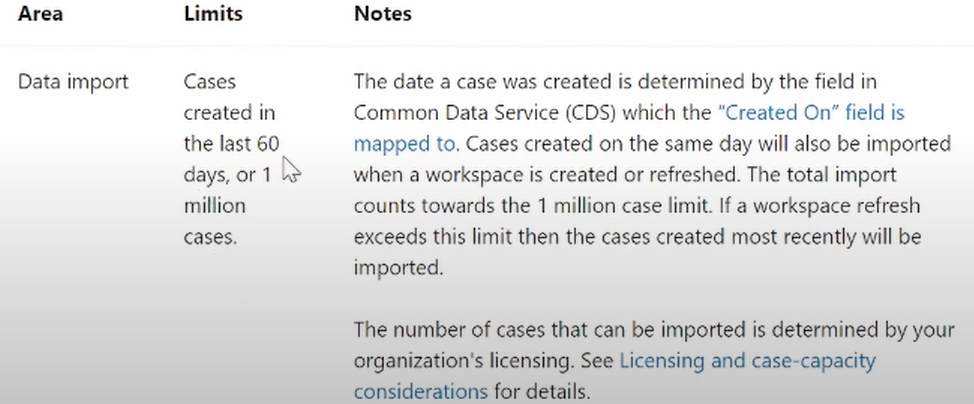 Area Limits Notes
Data import Cases The date a case was created is determined by the field in
created in Common Data Service (CDS) which the “Created On” field is
the last 60 mapped to. Cases created on the same day will also be imported
days, or 1 when a workspace is created or refreshed. The total import
million counts towards the 1 million case limit. If a workspace refresh
cases. exceeds this limit then the cases created most recently will be
imported.
The number of cases that can be imported is determined by your
organization's licensing. See Licensing and case-capacity
considerations for details.